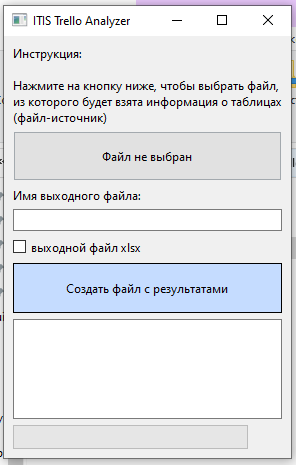 ITIS Trello Analyzer
Инструкция:
Нажмите на кнопку ниже, чтобы выбрать файл,
из которого будет взята информация о таблицах
(файл-источник)
Файл не выбран
Имя выходного файла:
выходной файл xlsx
Создать файл с результатами